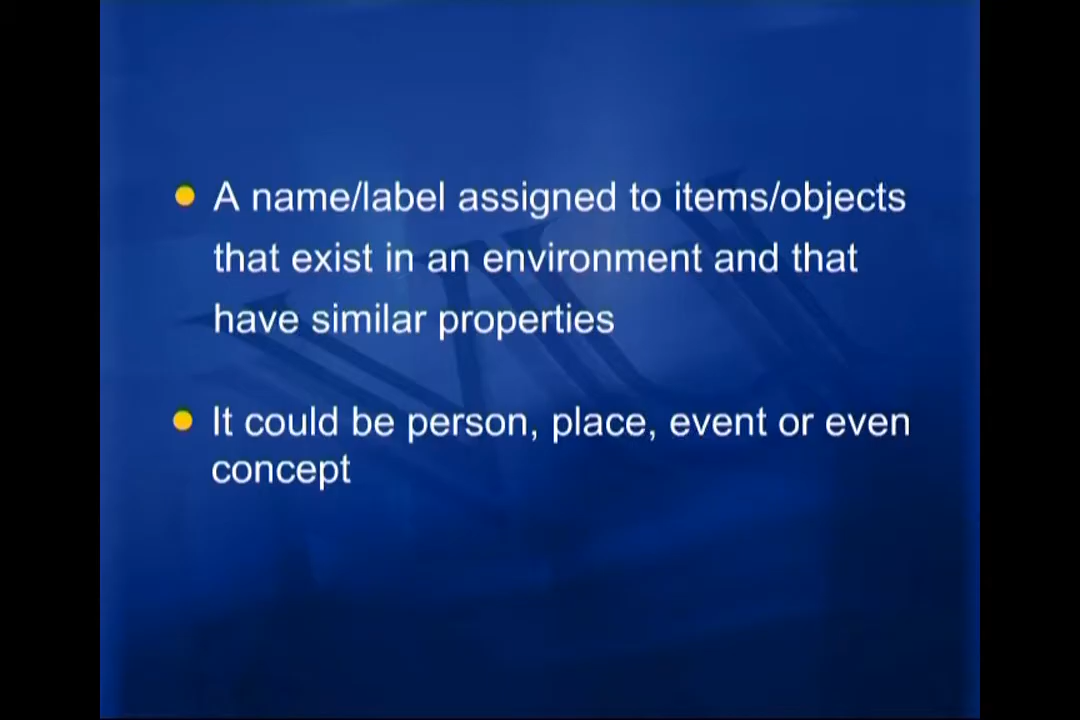 A name/label assigned to items/objects
that exist in an environment and that
have similar properties
It could be person, place, event or even
concept
VU